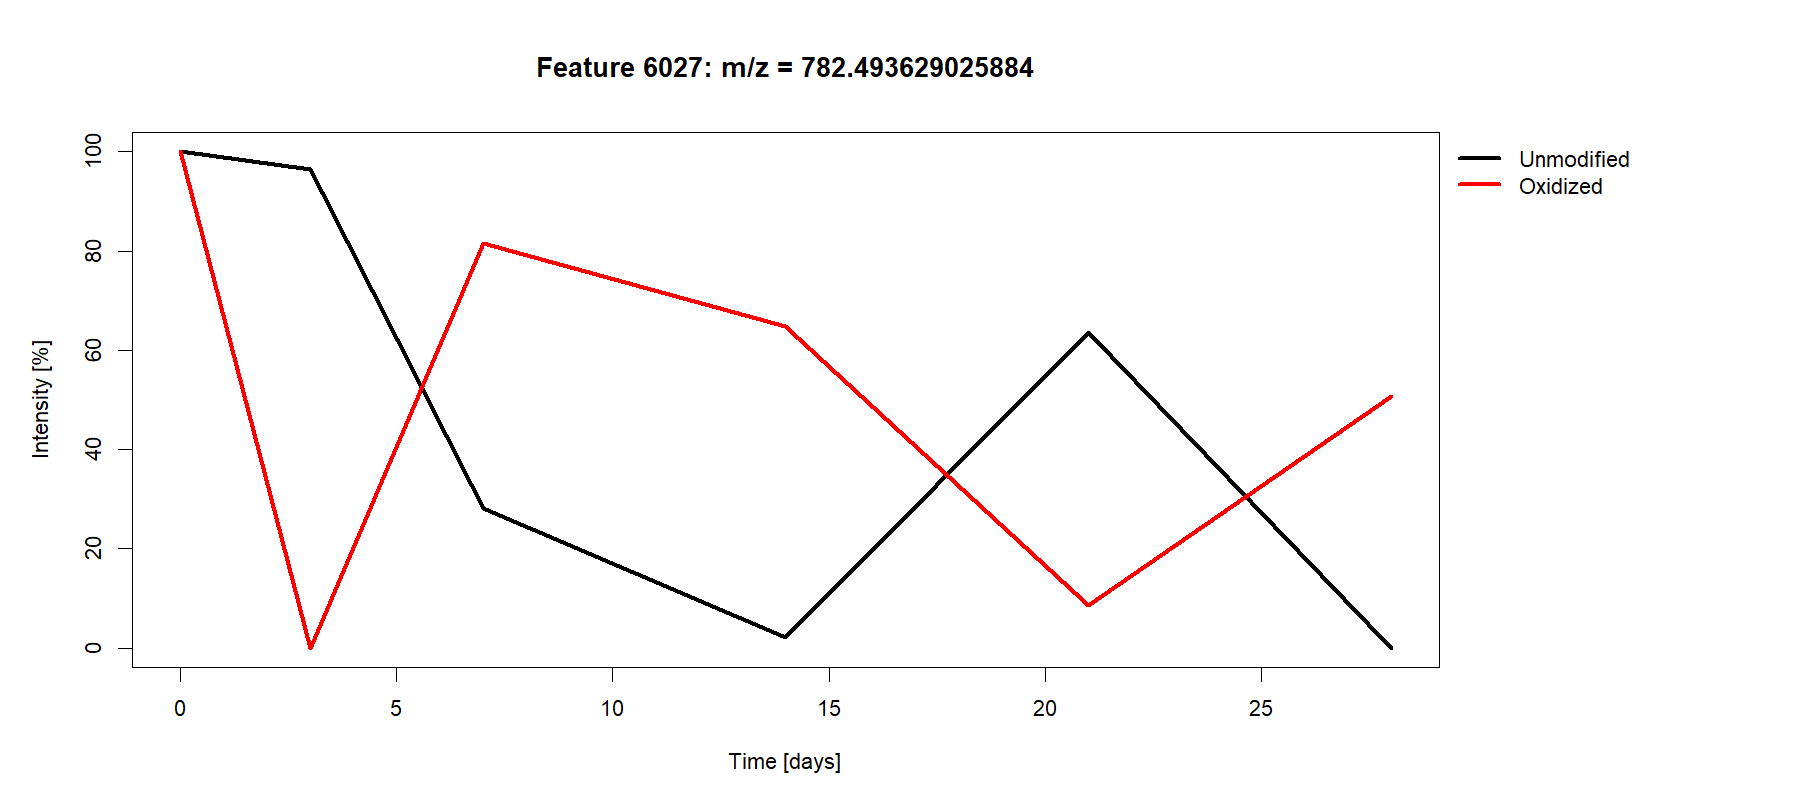 Feature 6027: m/z = 782.493629025884
Unmodified
Oxidized
100
80
60
40
20
0
Intensity [%]
0 5 10 15 20 25
Time [days]